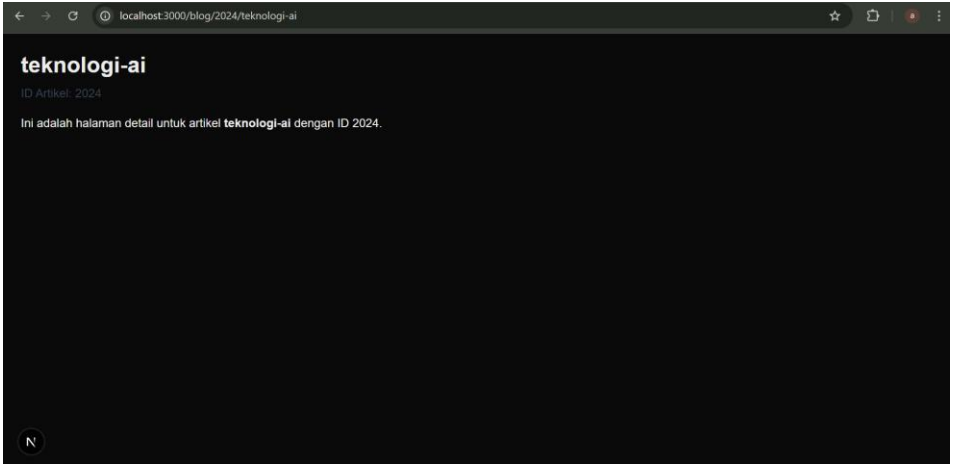 localhost:3000/blog/2024/teknologi-ai
a
teknologi-ai
ID Artikel: 2024
Ini adalah halaman detail untuk artikel teknologi-ai dengan ID 2024.
N